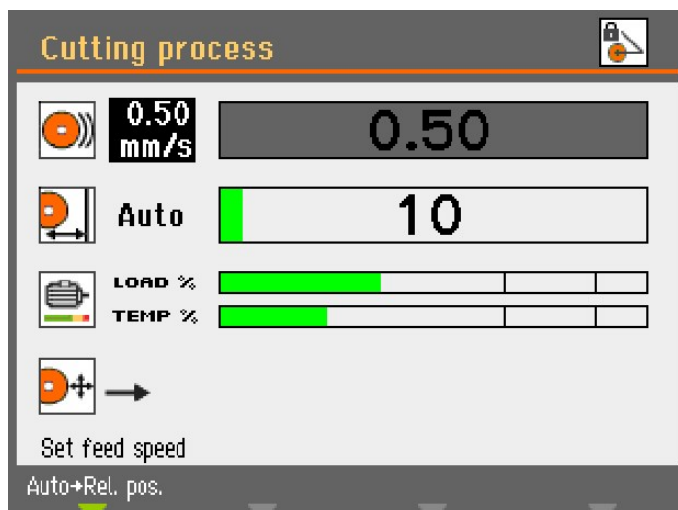 Cutting process
0.50
mm/s
0.50
Auto
10
LOAD %
TEMP %
Set feed speed
Auto→Rel. pos.